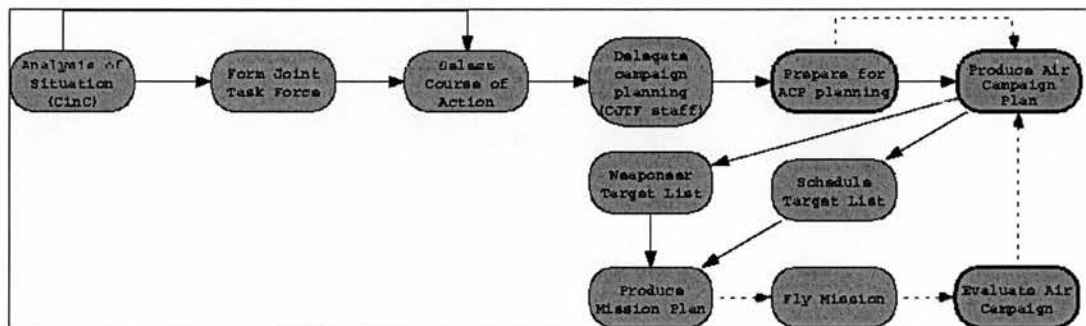 Analysis of
Situation
(CinC)
Form Joint
Task Force
Select
Course of
Action
Delegate
campaign
planning
(CJTF staff)
Prepare for
ACP planning
Produce Air
Campaign
Plan
Weaponeer
Target List
Schedule
Target List
Produce
Mission Plan
Fly Mission
Evaluate Air
Campaign